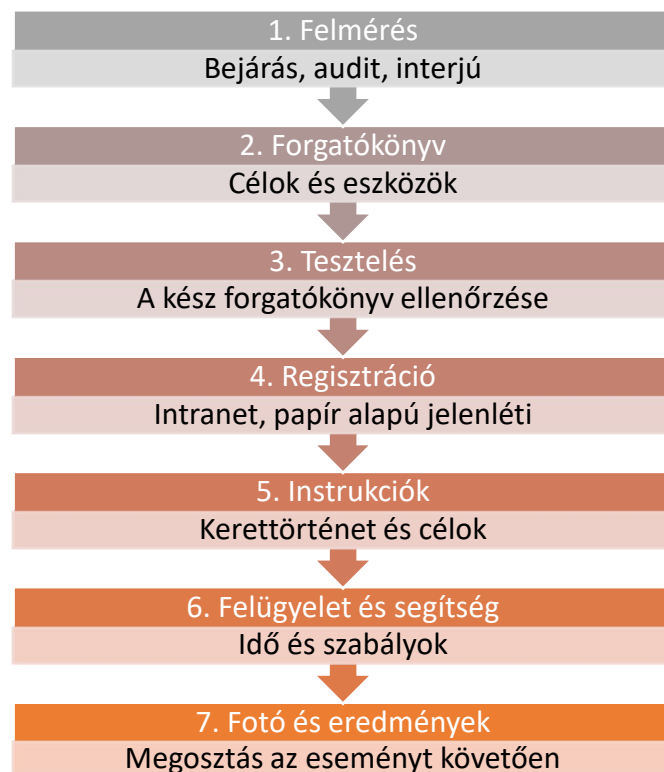 1. Felmérés
Bejárás, audit, interjú
2. Forgatókönyv
Célok és eszközök
3. Tesztelés
A kész forgatókönyv ellenőrzése
4. Regisztráció
Intranet, papír alapú jelenléti
5. Instrukciók
Kerettörténet és célok
6. Felügyelet és segítség
Idő és szabályok
7. Fotó és eredmények
Megosztás az eseményt követően